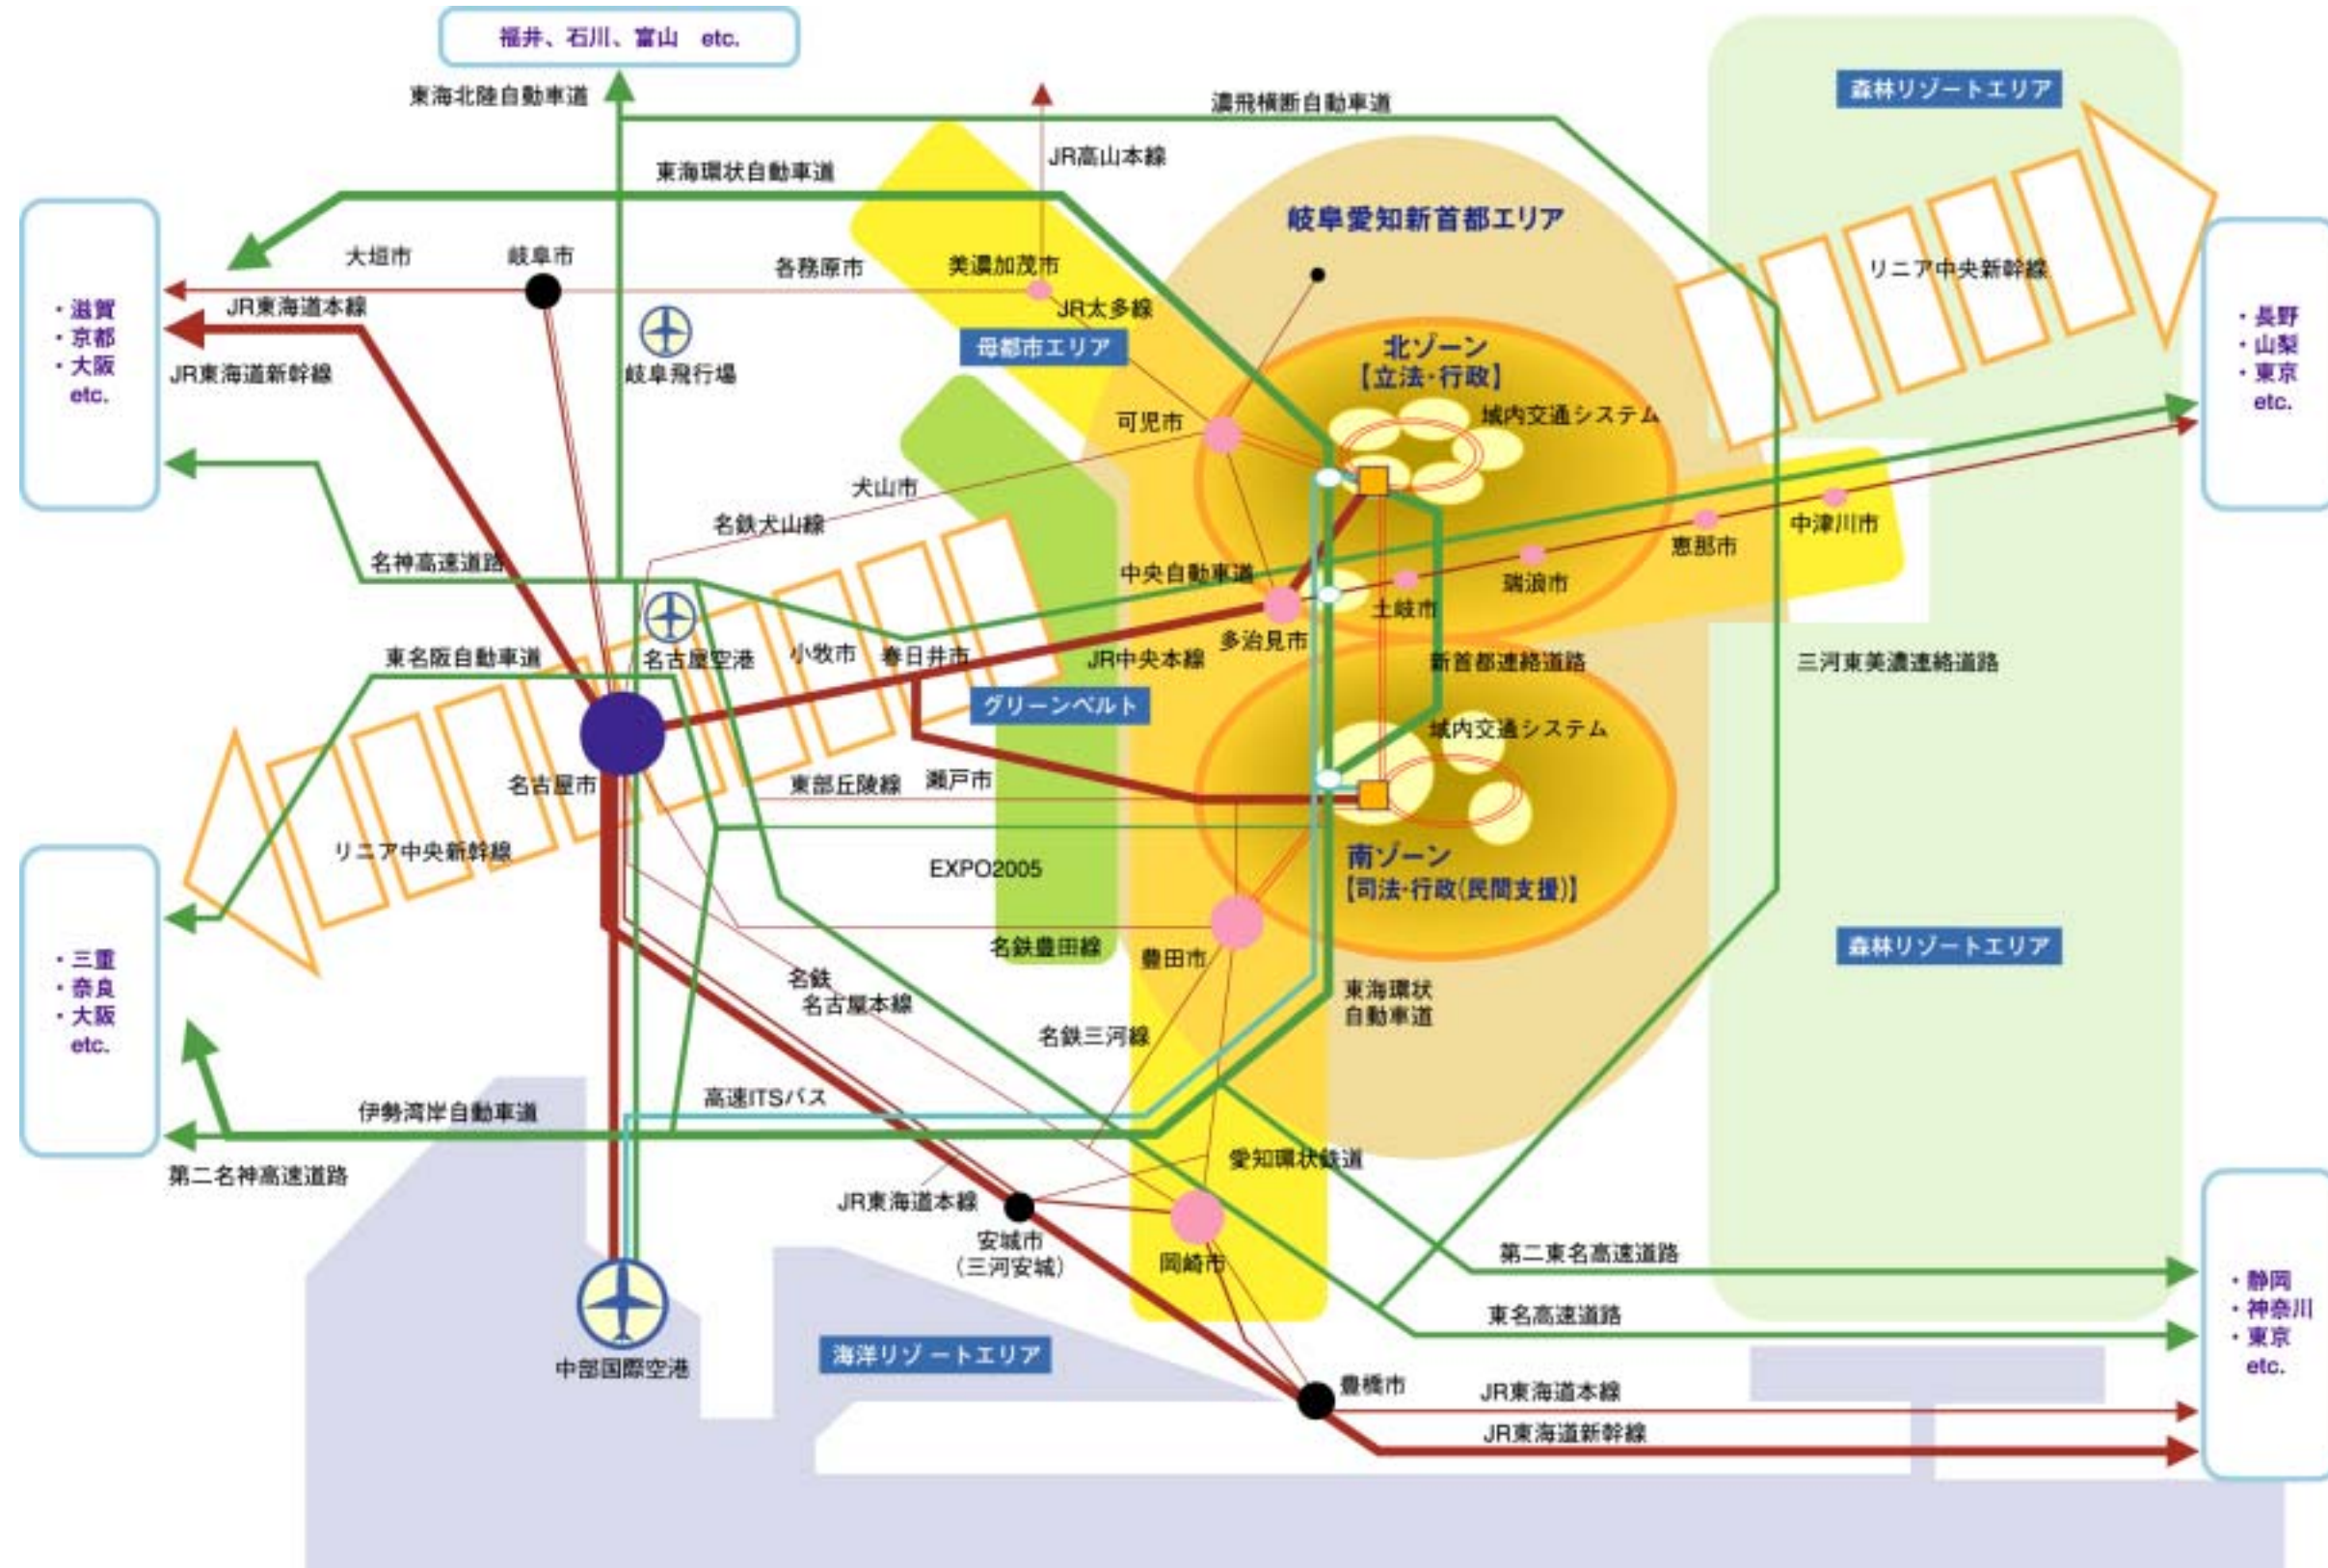 福井、石川、富山 etc.
東海北陸自動車道
濃飛横断自動車道
森林リゾートエリア
JR高山本線
東海環状自動車道
岐阜愛知新首都エリア
大垣市
岐阜市
各務原市
美濃加茂市
リニア中央新幹線
JR東海道本線
JR太多線
・滋賀
・京都
・大阪
etc.
・長野
・山梨
・東京
etc.
母都市エリア
北ゾーン
【立法・行政】
JR東海道新幹線
岐阜飛行場
可児市
域内交通システム
犬山市
名鉄犬山線
中津川市
恵那市
名神高速道路
中央自動車道
瑞浪市
土岐市
多治見市
東名阪自動車道
名古屋空港
小牧市
春日井市
JR中央本線
新首都連絡道路
三河東美濃連絡道路
グリーンベルト
域内交通システム
名古屋市
東部丘陵線
瀬戸市
リニア中央新幹線
EXPO2005
南ゾーン
【司法・行政(民間支援)】
名鉄豊田線
豊田市
森林リゾートエリア
・三重
・奈良
・大阪
etc.
名鉄
名古屋本線
東海環状
自動車道
名鉄三河線
高速ITSバス
伊勢湾岸自動車道
第二名神高速道路
愛知環状鉄道
JR東海道本線
安城市
（三河安城）
岡崎市
第二東名高速道路
東名高速道路
・静岡
・神奈川
・東京
etc.
中部国際空港
海洋リゾートエリア
豊橋市
JR東海道本線
JR東海道新幹線